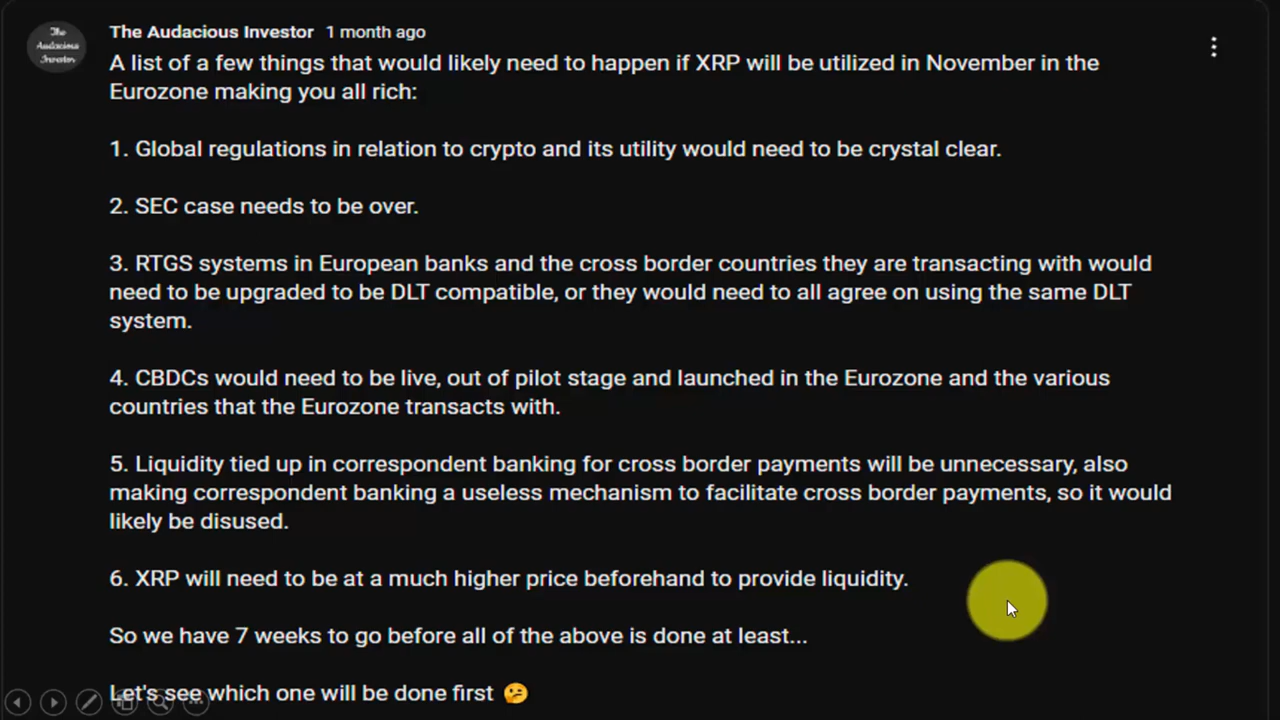 The Audacious Investor
The Audacious Investor 1 month ago
A list of a few things that would likely need to happen if XRP will be utilized in November in the
Eurozone making you all rich:
1. Global regulations in relation to crypto and its utility would need to be crystal clear.
2. SEC case needs to be over.
3. RTGS systems in European banks and the cross border countries they are transacting with would
need to be upgraded to be DLT compatible, or they would need to all agree on using the same DLT
system.
4. CBDCs would need to be live, out of pilot stage and launched in the Eurozone and the various
countries that the Eurozone transacts with.
5. Liquidity tied up in correspondent banking for cross border payments will be unnecessary, also
making correspondent banking a useless mechanism to facilitate cross border payments, so it would
likely be disused.
6. XRP will need to be at a much higher price beforehand to provide liquidity.
So we have 7 weeks to go before all of the above is done at least...
Let's see which one will be done first 🤔